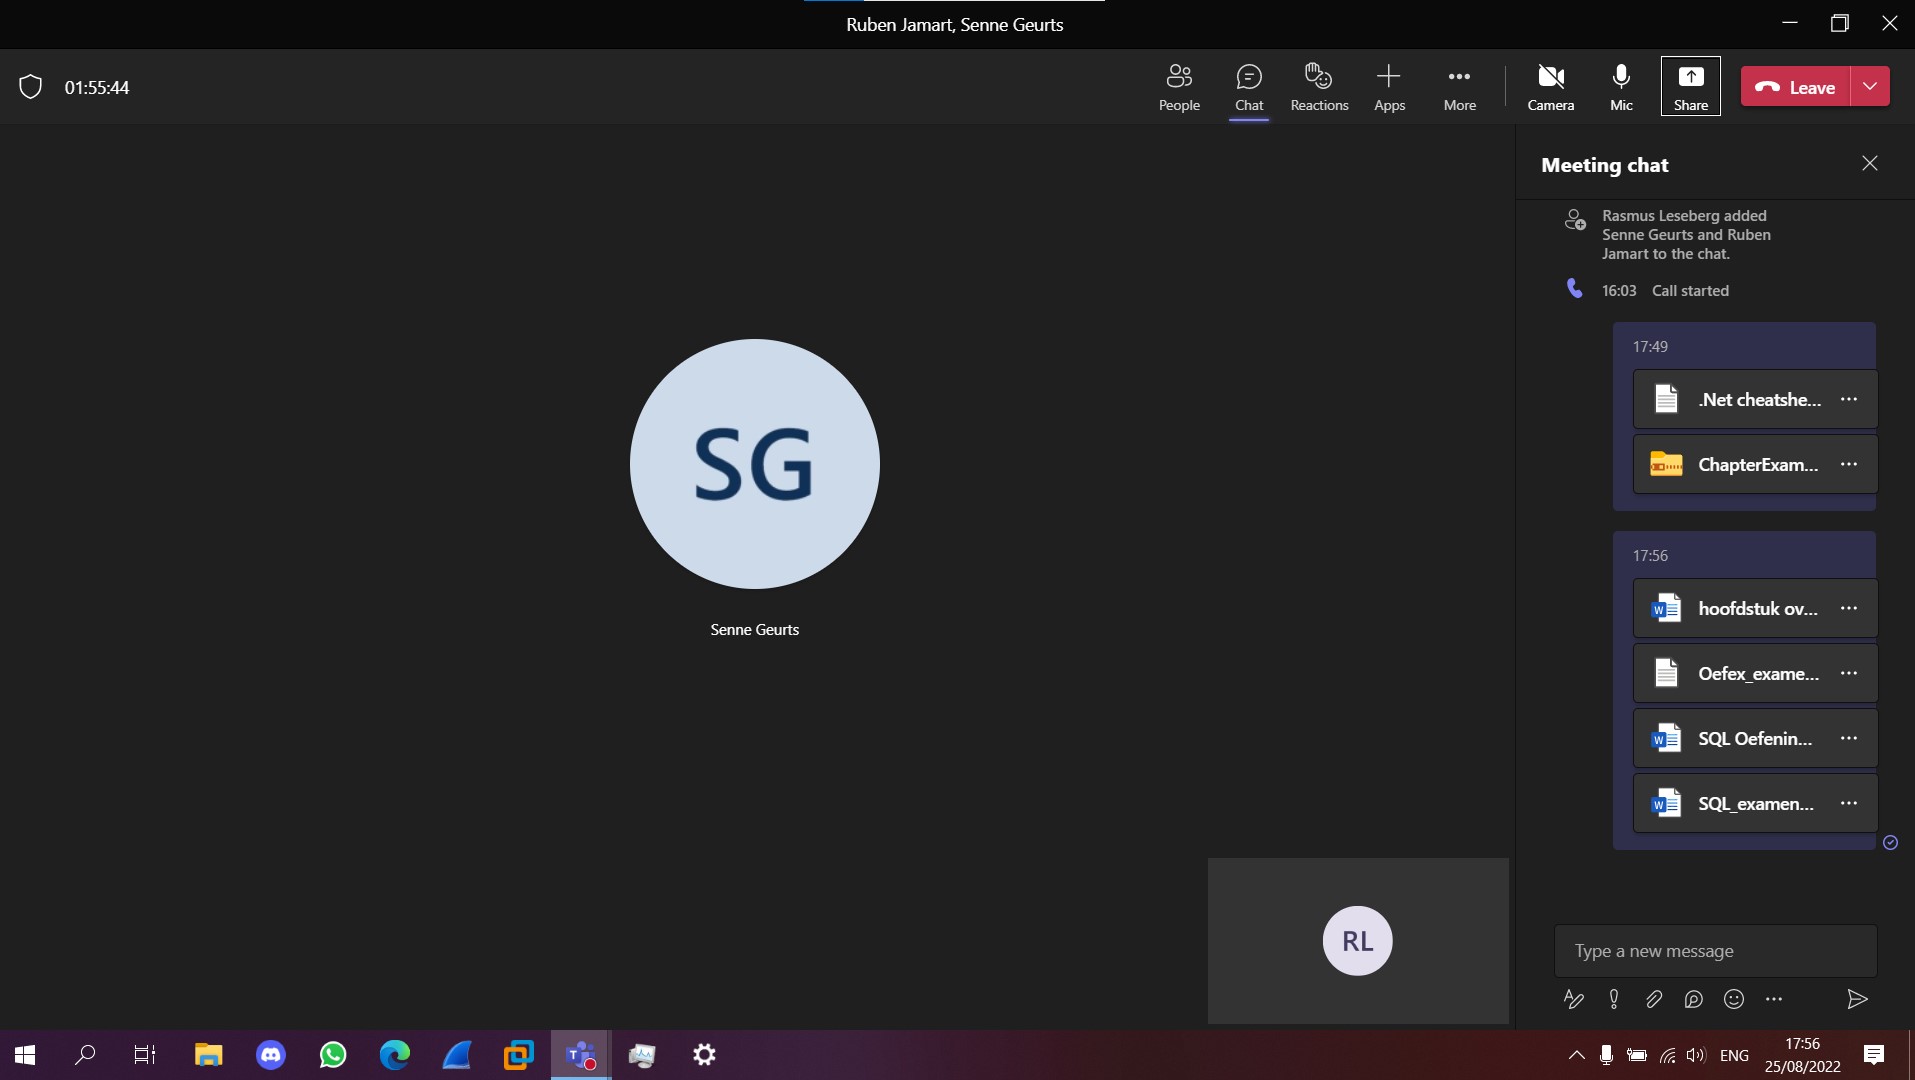 Ruben Jamart, Senne Geurts
01:55:44
People
Chat
Reactions
Apps
More
Camera
Mic
Share
Leave
Meeting chat
Rasmus Leseberg added
Senne Geurts and Ruben
Jamart to the chat.
16:03 Call started
17:49
.Net cheatshe...
ChapterExam...
17:56
hoofdstuk ov...
Oefex_exame...
SQL Oefenin...
SQL_examen...
SG
Senne Geurts
RL
Type a new message
ENG
17:56
25/08/2022